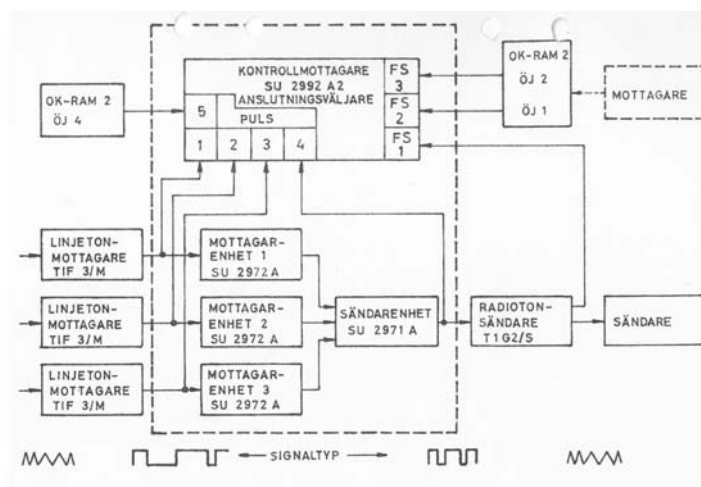 KONTROLLMOTTAGARE
SU 2992 A2
ANSLUTNINGSVÄLJARE
PULS
5
1
2
3
4
FS
3
FS
2
FS
1
OK-RAM 2
ÖJ 4
OK-RAM 2
ÖJ 2
ÖJ 1
MOTTAGARE
LINJETON-
MOTTAGARE
TIF 3/M
MOTTAGAR-
ENHET 1
SU 2972 A
LINJETON-
MOTTAGARE
TIF 3/M
MOTTAGAR-
ENHET 2
SU 2972 A
SÄNDARENHET
SU 2971 A
RADIOTON-
SÄNDARE
T1G2/S
SÄNDARE
LINJETON-
MOTTAGARE
TIF 3/M
MOTTAGAR-
ENHET 3
SU 2972 A
SIGNALTYP